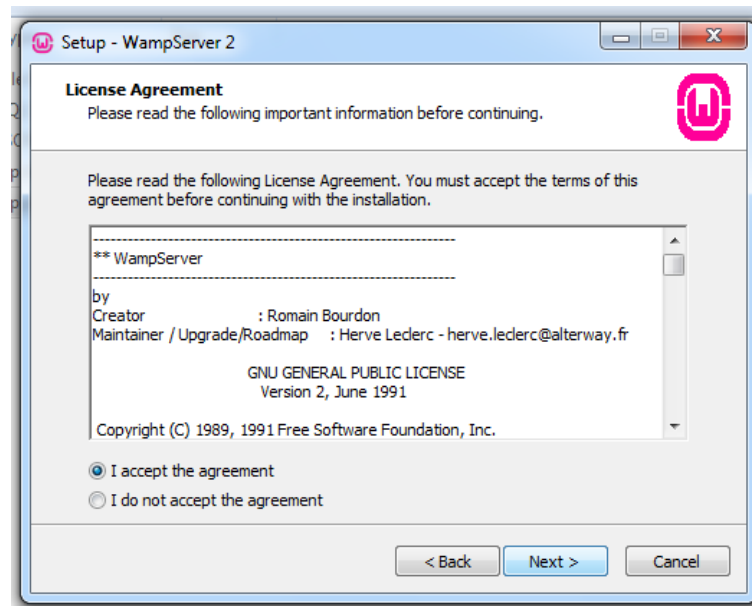 Setup - WampServer 2
License Agreement
Please read the following important information before continuing.
Please read the following License Agreement. You must accept the terms of this
agreement before continuing with the installation.
------------------------------------------------------------
** WampServer
------------------------------------------------------------
by
Creator : Romain Bourdon
Maintainer / Upgrade/Roadmap : Herve Leclerc - herve.leclerc@alterway.fr
GNU GENERAL PUBLIC LICENSE
Version 2, June 1991
Copyright (C) 1989, 1991 Free Software Foundation, Inc.
I accept the agreement
I do not accept the agreement
< Back Next > Cancel